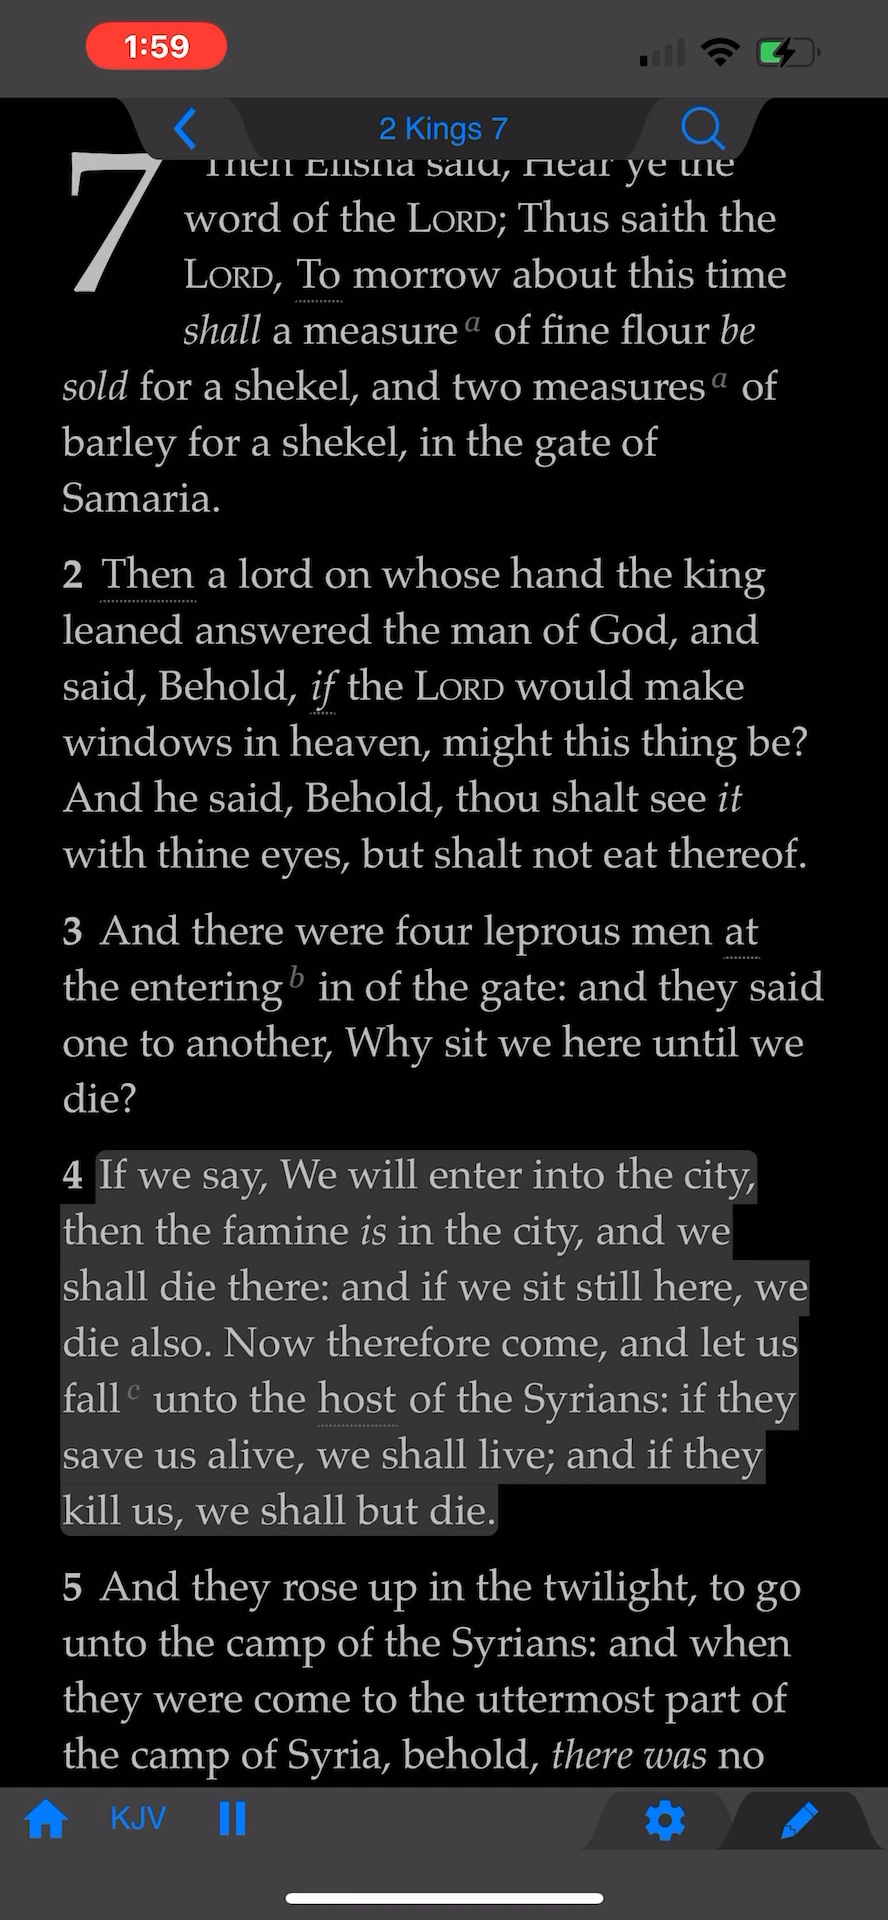 1:59
2 Kings 7
7 Then Elisha said, Hear ye the
word of the LORD; Thus saith the
LORD, To morrow about this time
shall a measure a of fine flour be
sold for a shekel, and two measures a of
barley for a shekel, in the gate of
Samaria.
2 Then a lord on whose hand the king
leaned answered the man of God, and
said, Behold, if the LORD would make
windows in heaven, might this thing be?
And he said, Behold, thou shalt see it
with thine eyes, but shalt not eat thereof.
3 And there were four leprous men at
the entering b in of the gate: and they said
one to another, Why sit we here until we
die?
4 If we say, We will enter into the city,
then the famine is in the city, and we
shall die there: and if we sit still here, we
die also. Now therefore come, and let us
fall c unto the host of the Syrians: if they
save us alive, we shall live; and if they
kill us, we shall but die.
5 And they rose up in the twilight, to go
unto the camp of the Syrians: and when
they were come to the uttermost part of
the camp of Syria, behold, there was no
KJV